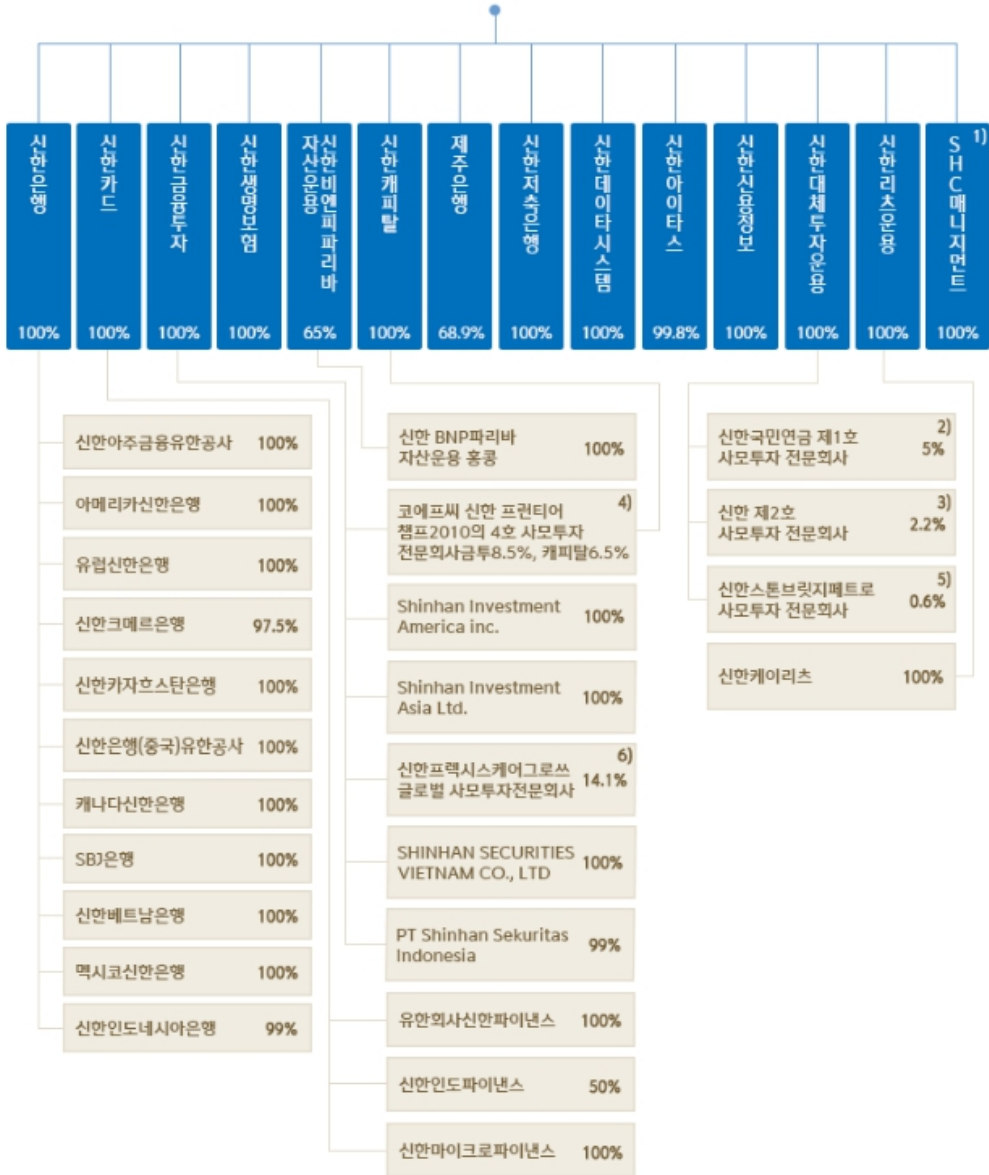 신한은행
100%
신한카드
100%
신한금융투자
100%
신한생명보험
100%
신한비엔피파리바
자산운용
65%
신한캐피탈
100%
제주은행
68.9%
신한저축은행
100%
신한데이타시스템
100%
신한아이타스
99.8%
신한신용정보
100%
신한대체투자운용
100%
신한리츠운용
100%
SHC매니지먼트 1)
100%
신한아주금융유한공사 100%
아메리카신한은행 100%
유럽신한은행 100%
신한크메르은행 97.5%
신한카자흐스탄은행 100%
신한은행(중국)유한공사 100%
캐나다신한은행 100%
SBJ은행 100%
신한베트남은행 100%
멕시코신한은행 100%
신한인도네시아은행 99%
신한 BNP파리바
자산운용 홍콩 100%
코에프씨 신한 프런티어 4)
챔프2010의 4호 사모투자
전문회사금투8.5%, 캐피탈6.5%
Shinhan Investment
America inc. 100%
Shinhan Investment
Asia Ltd. 100%
신한프렉시스케어그로쓰 6)
글로벌 사모투자전문회사 14.1%
SHINHAN SECURITIES
VIETNAM CO., LTD 100%
PT Shinhan Sekuritas
Indonesia 99%
유한회사신한파이낸스 100%
신한인도파이낸스 50%
신한마이크로파이낸스 100%
신한국민연금 제1호 2)
사모투자 전문회사 5%
신한 제2호 3)
사모투자 전문회사 2.2%
신한스톤브릿지페트로 5)
사모투자 전문회사 0.6%
신한케이리츠 100%